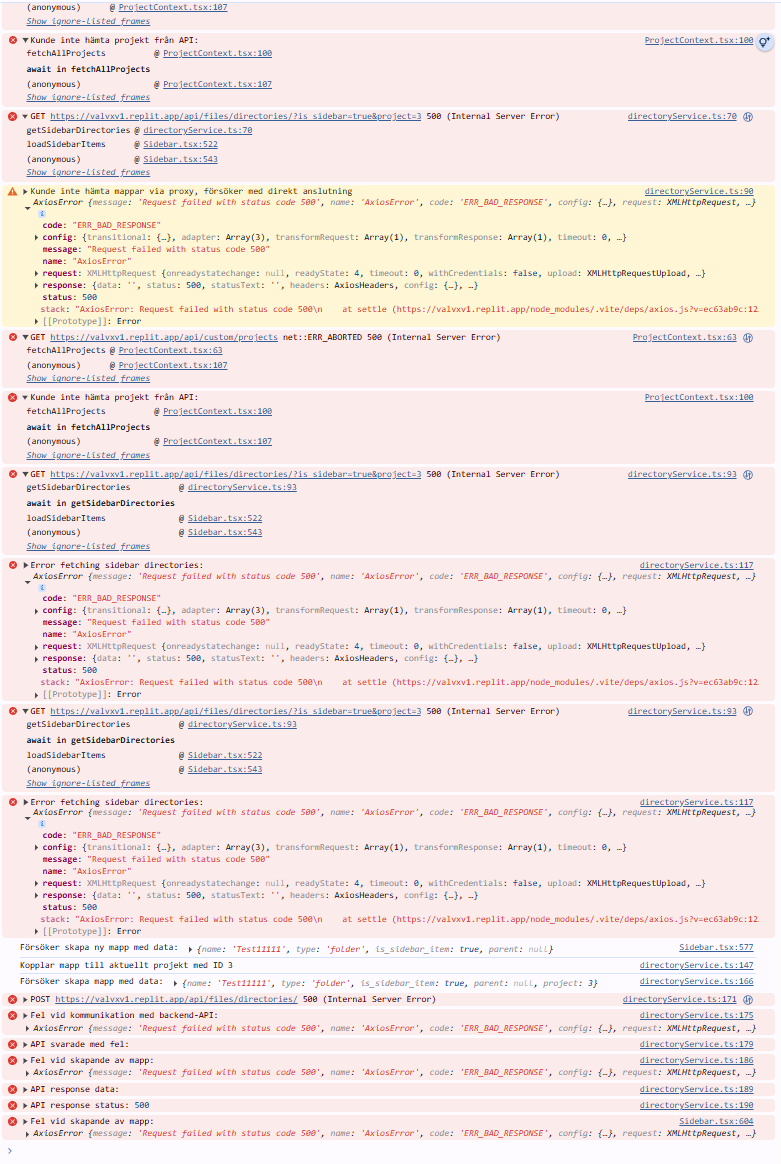 (anonymous) @ ProjectContext.tsx:107
Show ignore-listed frames
Kunde inte hämta projekt från API: ProjectContext.tsx:100
fetchAllProjects @ ProjectContext.tsx:100
await in fetchAllProjects
(anonymous) @ ProjectContext.tsx:107
Show ignore-listed frames
GET https://valvxv1.replit.app/api/files/directories/?is_sidebar=true&project=3 500 (Internal Server Error) directoryService.ts:70
getSidebarDirectories @ directoryService.ts:70
loadSidebarItems @ Sidebar.tsx:522
(anonymous) @ Sidebar.tsx:543
Show ignore-listed frames
Kunde inte hämta mappar via proxy, försöker med direkt anslutning directoryService.ts:90
AxiosError {message: 'Request failed with status code 500', name: 'AxiosError', code: 'ERR_BAD_RESPONSE', config: {…}, request: XMLHttpRequest, …}
i
code: "ERR_BAD_RESPONSE"
config: {transitional: {…}, adapter: Array(3), transformRequest: Array(1), transformResponse: Array(1), timeout: 0, …}
message: "Request failed with status code 500"
name: "AxiosError"
request: XMLHttpRequest {onreadystatechange: null, readyState: 4, timeout: 0, withCredentials: false, upload: XMLHttpRequestUpload, …}
response: {data: '', status: 500, statusText: '', headers: AxiosHeaders, config: {…}, …}
status: 500
stack: "AxiosError: Request failed with status code 500\n at settle (https://valvxv1.replit.app/node_modules/.vite/deps/axios.js?v=ec63ab9c:12
[[Prototype]]: Error
GET https://valvxv1.replit.app/api/custom/projects net::ERR_ABORTED 500 (Internal Server Error) ProjectContext.tsx:63
fetchAllProjects @ ProjectContext.tsx:63
(anonymous) @ ProjectContext.tsx:107
Show ignore-listed frames
Kunde inte hämta projekt från API: ProjectContext.tsx:100
fetchAllProjects @ ProjectContext.tsx:100
await in fetchAllProjects
(anonymous) @ ProjectContext.tsx:107
Show ignore-listed frames
GET https://valvxv1.replit.app/api/files/directories/?is_sidebar=true&project=3 500 (Internal Server Error) directoryService.ts:93
getSidebarDirectories @ directoryService.ts:93
await in getSidebarDirectories
loadSidebarItems @ Sidebar.tsx:522
(anonymous) @ Sidebar.tsx:543
Show ignore-listed frames
Error fetching sidebar directories: directoryService.ts:117
AxiosError {message: 'Request failed with status code 500', name: 'AxiosError', code: 'ERR_BAD_RESPONSE', config: {…}, request: XMLHttpRequest, …}
i
code: "ERR_BAD_RESPONSE"
config: {transitional: {…}, adapter: Array(3), transformRequest: Array(1), transformResponse: Array(1), timeout: 0, …}
message: "Request failed with status code 500"
name: "AxiosError"
request: XMLHttpRequest {onreadystatechange: null, readyState: 4, timeout: 0, withCredentials: false, upload: XMLHttpRequestUpload, …}
response: {data: '', status: 500, statusText: '', headers: AxiosHeaders, config: {…}, …}
status: 500
stack: "AxiosError: Request failed with status code 500\n at settle (https://valvxv1.replit.app/node_modules/.vite/deps/axios.js?v=ec63ab9c:12
[[Prototype]]: Error
GET https://valvxv1.replit.app/api/files/directories/?is_sidebar=true&project=3 500 (Internal Server Error) directoryService.ts:93
getSidebarDirectories @ directoryService.ts:93
await in getSidebarDirectories
loadSidebarItems @ Sidebar.tsx:522
(anonymous) @ Sidebar.tsx:543
Show ignore-listed frames
Error fetching sidebar directories: directoryService.ts:117
AxiosError {message: 'Request failed with status code 500', name: 'AxiosError', code: 'ERR_BAD_RESPONSE', config: {…}, request: XMLHttpRequest, …}
i
code: "ERR_BAD_RESPONSE"
config: {transitional: {…}, adapter: Array(3), transformRequest: Array(1), transformResponse: Array(1), timeout: 0, …}
message: "Request failed with status code 500"
name: "AxiosError"
request: XMLHttpRequest {onreadystatechange: null, readyState: 4, timeout: 0, withCredentials: false, upload: XMLHttpRequestUpload, …}
response: {data: '', status: 500, statusText: '', headers: AxiosHeaders, config: {…}, …}
status: 500
stack: "AxiosError: Request failed with status code 500\n at settle (https://valvxv1.replit.app/node_modules/.vite/deps/axios.js?v=ec63ab9c:12
[[Prototype]]: Error
Försöker skapa ny mapp med data: {name: 'Test11111', type: 'folder', is_sidebar_item: true, parent: null} Sidebar.tsx:577
Kopplar mapp till aktuellt projekt med ID 3 directoryService.ts:147
Försöker skapa mapp med data: {name: 'Test11111', type: 'folder', is_sidebar_item: true, parent: null, project: 3} directoryService.ts:166
POST https://valvxv1.replit.app/api/files/directories/ 500 (Internal Server Error) directoryService.ts:171
Fel vid kommunikation med backend-API: directoryService.ts:175
AxiosError {message: 'Request failed with status code 500', name: 'AxiosError', code: 'ERR_BAD_RESPONSE', config: {…}, request: XMLHttpRequest, …}
API svarade med fel: directoryService.ts:179
Fel vid skapande av mapp: directoryService.ts:186
AxiosError {message: 'Request failed with status code 500', name: 'AxiosError', code: 'ERR_BAD_RESPONSE', config: {…}, request: XMLHttpRequest, …}
API response data: directoryService.ts:189
API response status: 500 directoryService.ts:190
Fel vid skapande av mapp: Sidebar.tsx:604
AxiosError {message: 'Request failed with status code 500', name: 'AxiosError', code: 'ERR_BAD_RESPONSE', config: {…}, request: XMLHttpRequest, …}